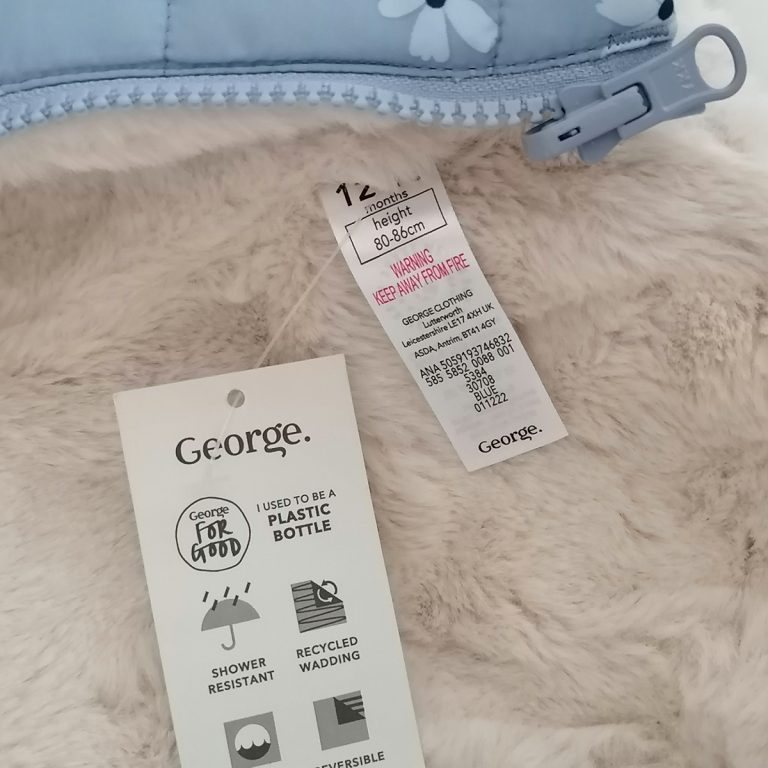 12
months
height
80-86cm
WARNING
KEEP AWAY FROM FIRE
GEORGE CLOTHING
Lutterworth
Leicestershire LE17 4XH UK
ASDA, Antrim, BT41 4GY
ANA 5059193746832
585 5852 0088 001
5384
30708
BLUE
011222
George.
George.
George
FOR
GOOD
I USED TO BE A
PLASTIC
BOTTLE
SHOWER
RESISTANT
RECYCLED
WADDING